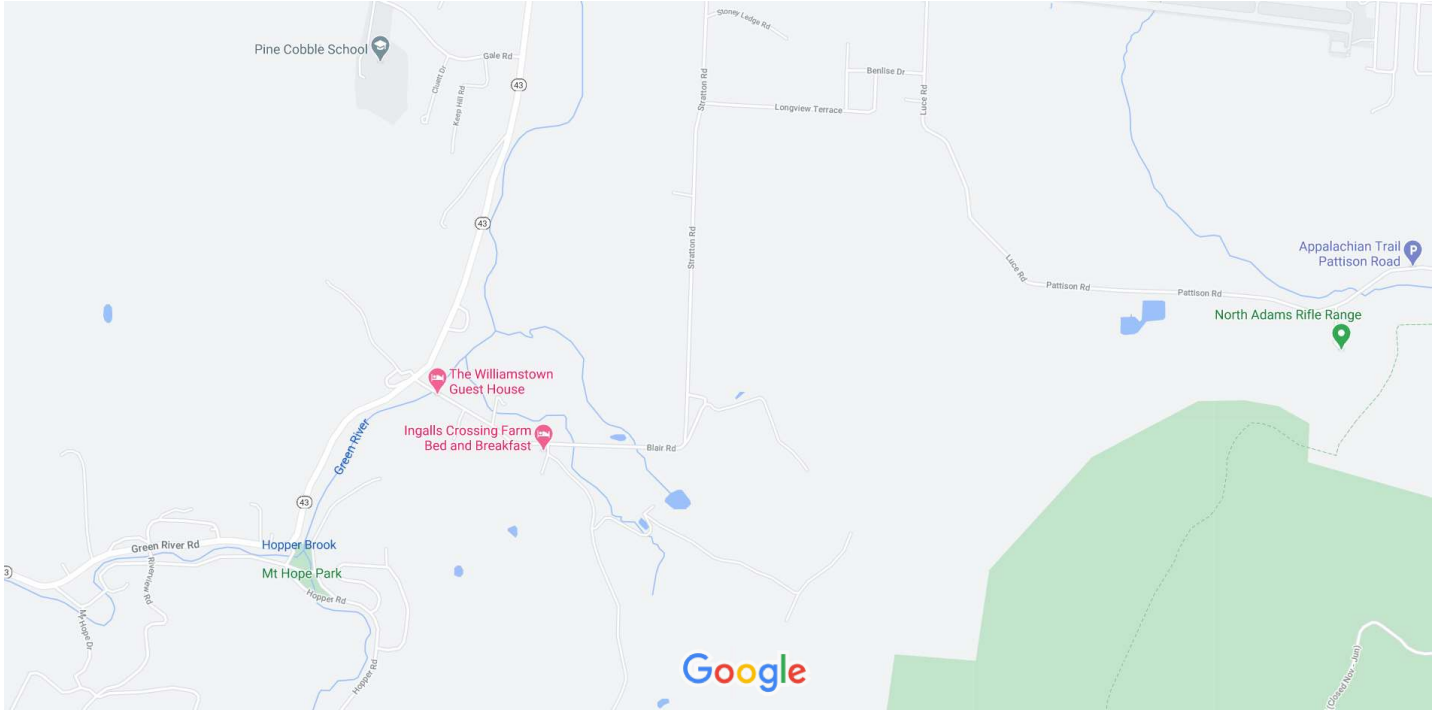 Stoney Ledge Rd
Pine Cobble School
Gale Rd
43
Cluett Dr
Keep Hill Rd
Stratton Rd
Benlise Dr
Longview Terrace
Luce Rd
43
Stratton Rd
Luce Rd
Appalachian Trail
Pattison Road
Pattison Rd
Pattison Rd
North Adams Rifle Range
The Williamstown
Guest House
Green River
Ingalls Crossing Farm
Bed and Breakfast
Blair Rd
43
Green River Rd
Hopper Brook
Riverview Rd
Mt Hope Park
3
Hopper Rd
Mt Hope Dr
Hopper Rd
Google
(Closed Nov - Jun)